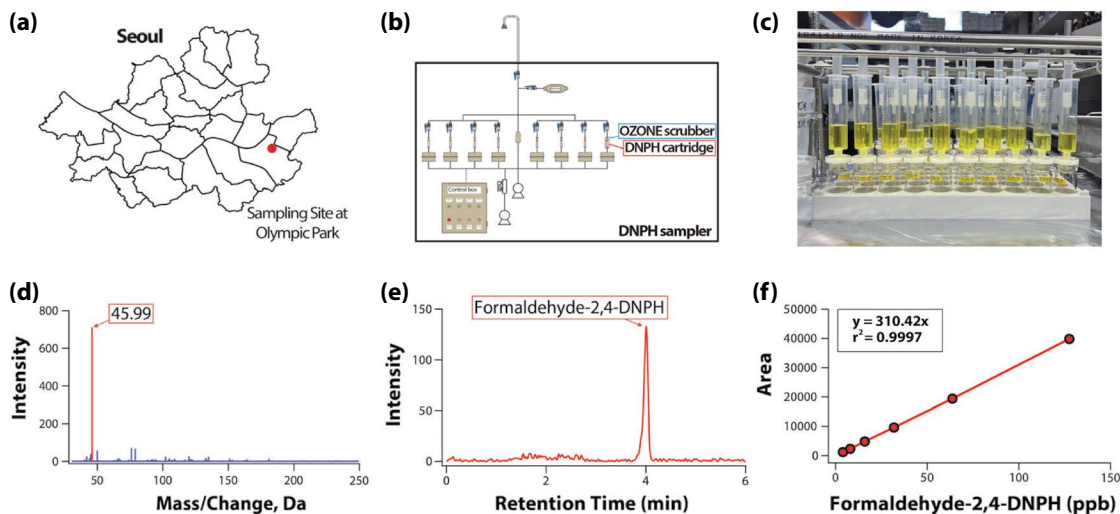 (a)
Seoul
Sampling Site at
Olympic Park
(b)
OZONE scrubber
DNPH cartridge
Control box
DNPH sampler
(c)
(d)
800
600
400
200
0
45.99
Intensity
50
100
150
200
250
Mass/Change, Da
(e)
150
100
50
0
Formaldehyde-2,4-DNPH
Intensity
0
2
4
6
Retention Time (min)
(f)
50000
40000
30000
20000
10000
0
y = 310.42x
r² = 0.9997
Area
0
50
100
150
Formaldehyde-2,4-DNPH (ppb)